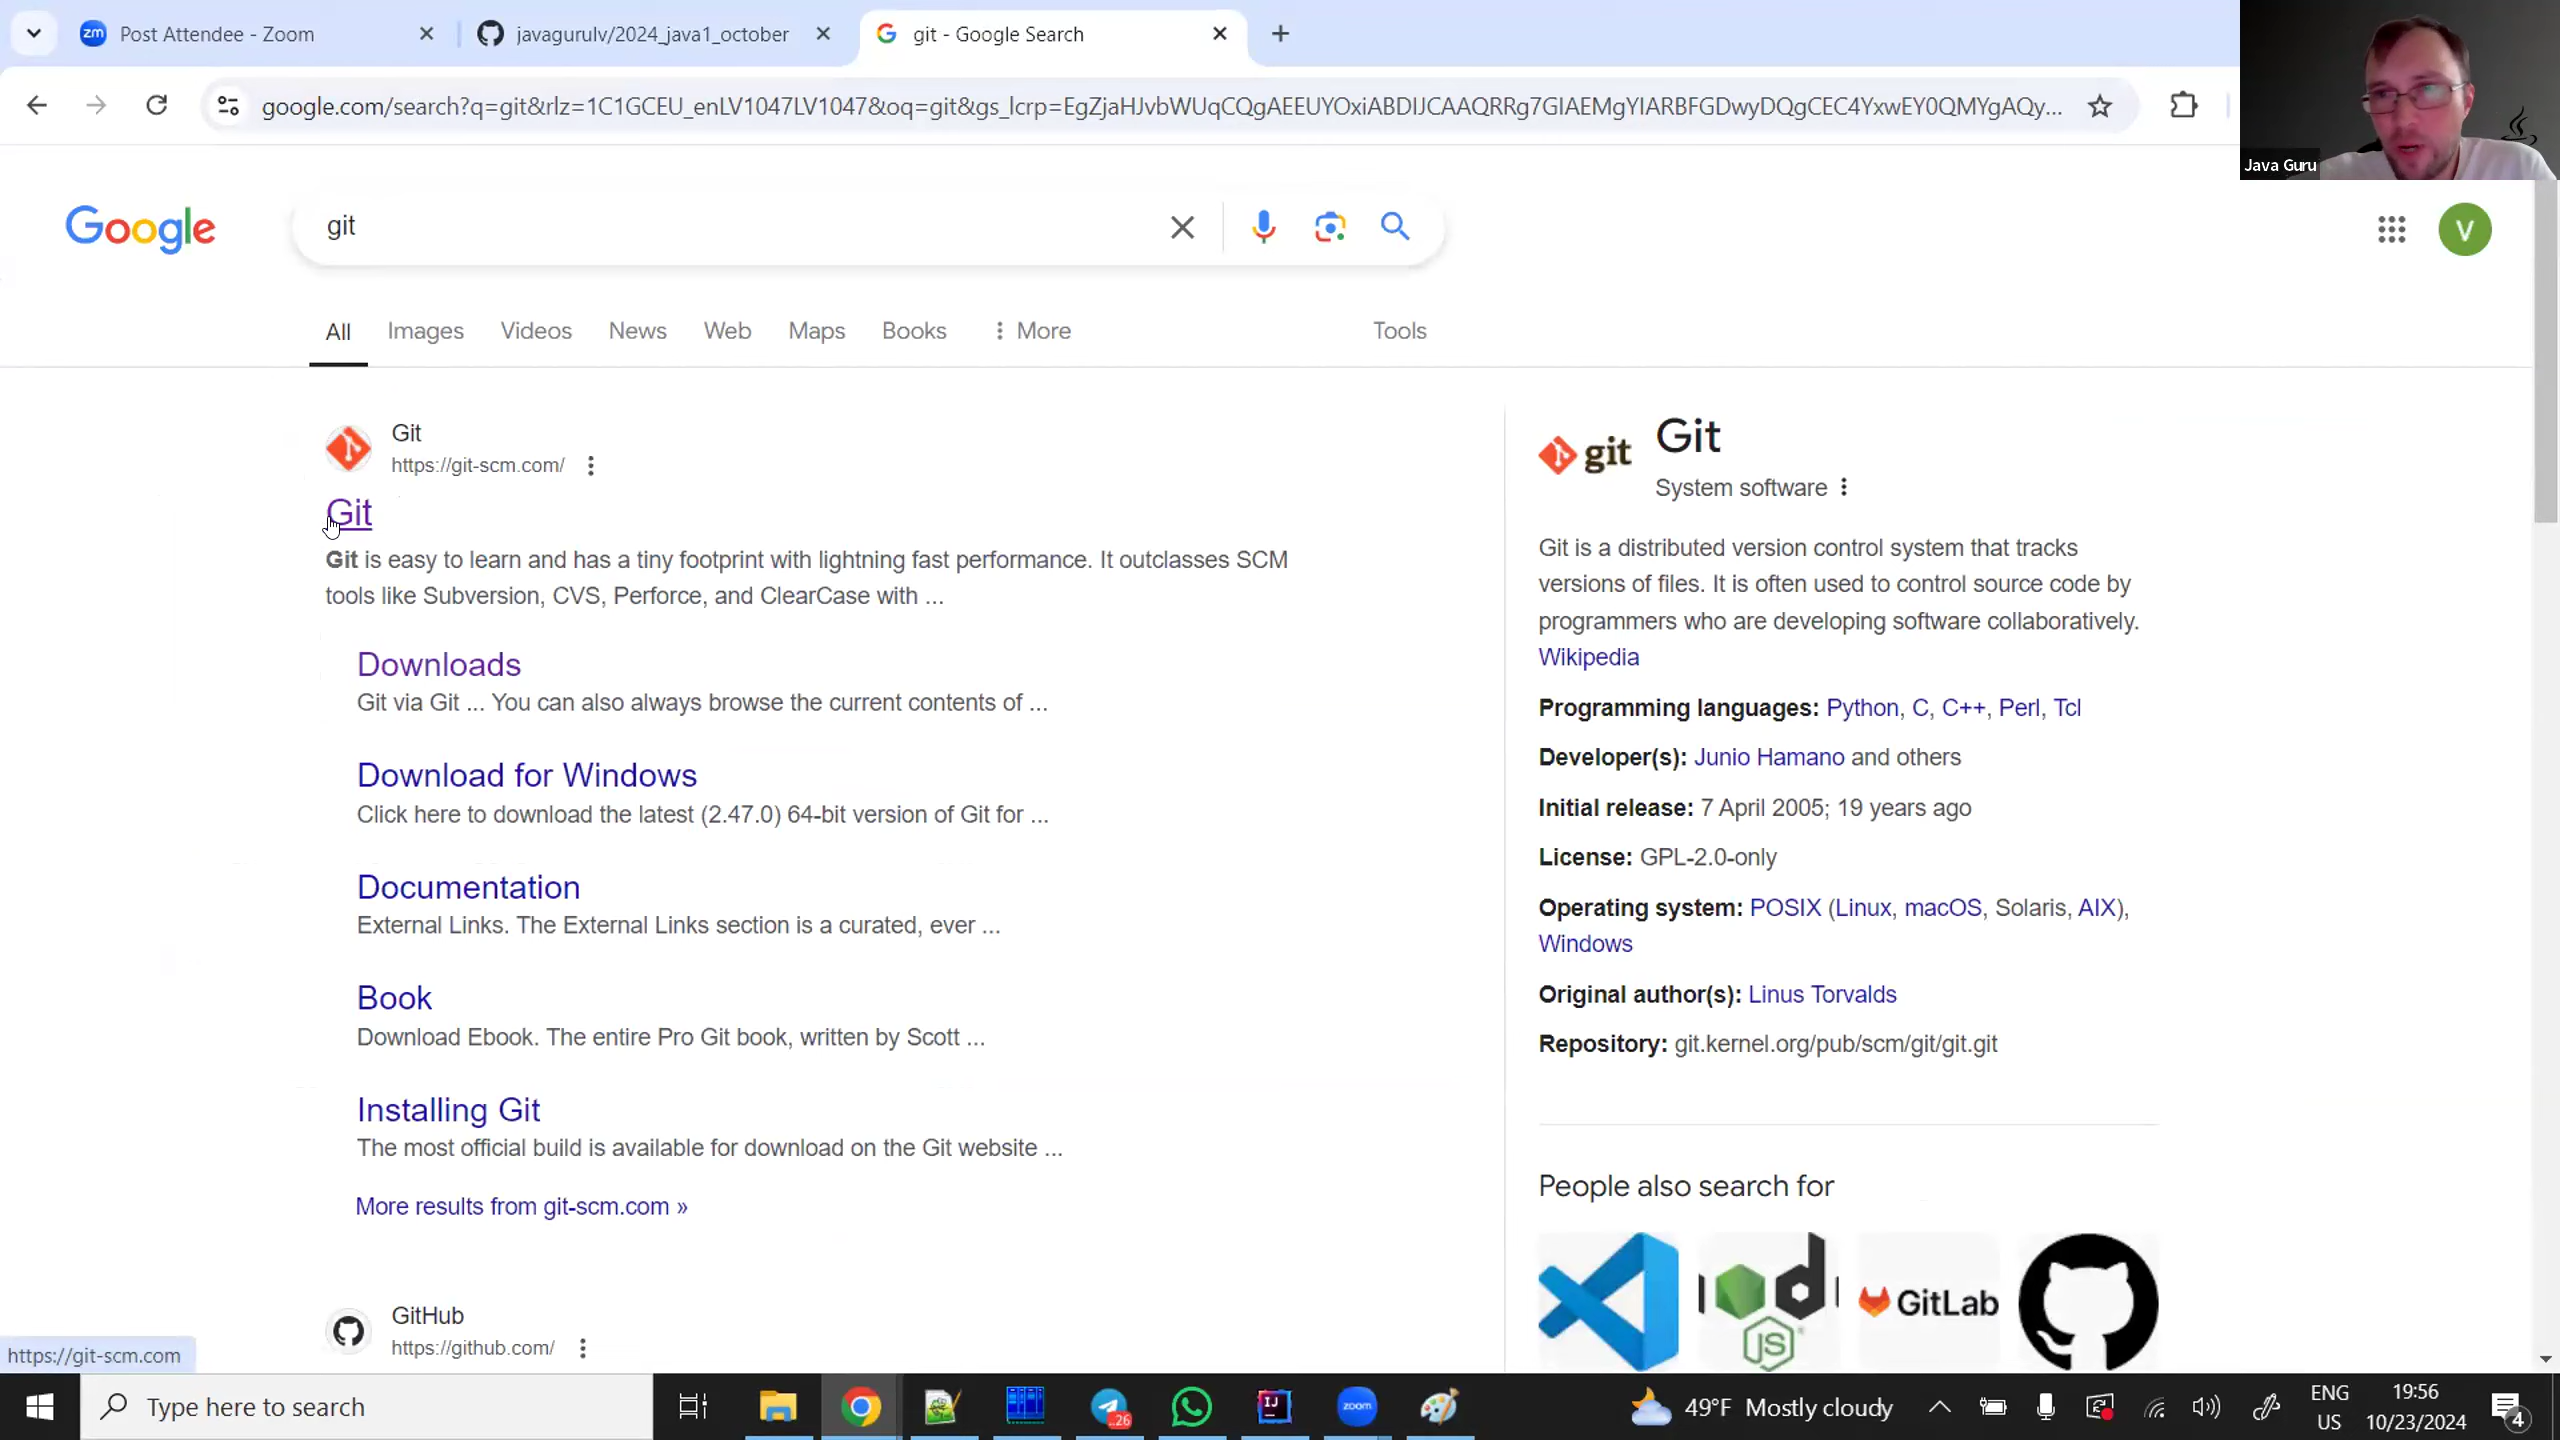 Post Attendee - Zoom
javagurulv/2024_java1_october
git - Google Search
google.com/search?q=git&rlz=1C1GCEU_enLV1047LV1047&oq=git&gs_lcrp=EgZjaHJvbWUqCQgAEEUYOxiABDIJCAAQRRg7GIAEMgYIARBFGDwyDQgCEC4YxwEY0QMYgAQy...
Java Guru
Google
git
V
All
Images
Videos
News
Web
Maps
Books
More
Tools
Git
https://git-scm.com/
Git
Git is easy to learn and has a tiny footprint with lightning fast performance. It outclasses SCM
tools like Subversion, CVS, Perforce, and ClearCase with ...
Downloads
Git via Git ... You can also always browse the current contents of ...
Download for Windows
Click here to download the latest (2.47.0) 64-bit version of Git for ...
Documentation
External Links. The External Links section is a curated, ever ...
Book
Download Ebook. The entire Pro Git book, written by Scott ...
Installing Git
The most official build is available for download on the Git website ...
More results from git-scm.com »
GitHub
https://github.com/
git
Git
System software
Git is a distributed version control system that tracks
versions of files. It is often used to control source code by
programmers who are developing software collaboratively.
Wikipedia
Programming languages: Python, C, C++, Perl, Tcl
Developer(s): Junio Hamano and others
Initial release: 7 April 2005; 19 years ago
License: GPL-2.0-only
Operating system: POSIX (Linux, macOS, Solaris, AIX),
Windows
Original author(s): Linus Torvalds
Repository: git.kernel.org/pub/scm/git/git.git
People also search for
JS
GitLab
https://git-scm.com
Type here to search
26
IJ
zoom
49°F Mostly cloudy
ENG
US
19:56
10/23/2024
4